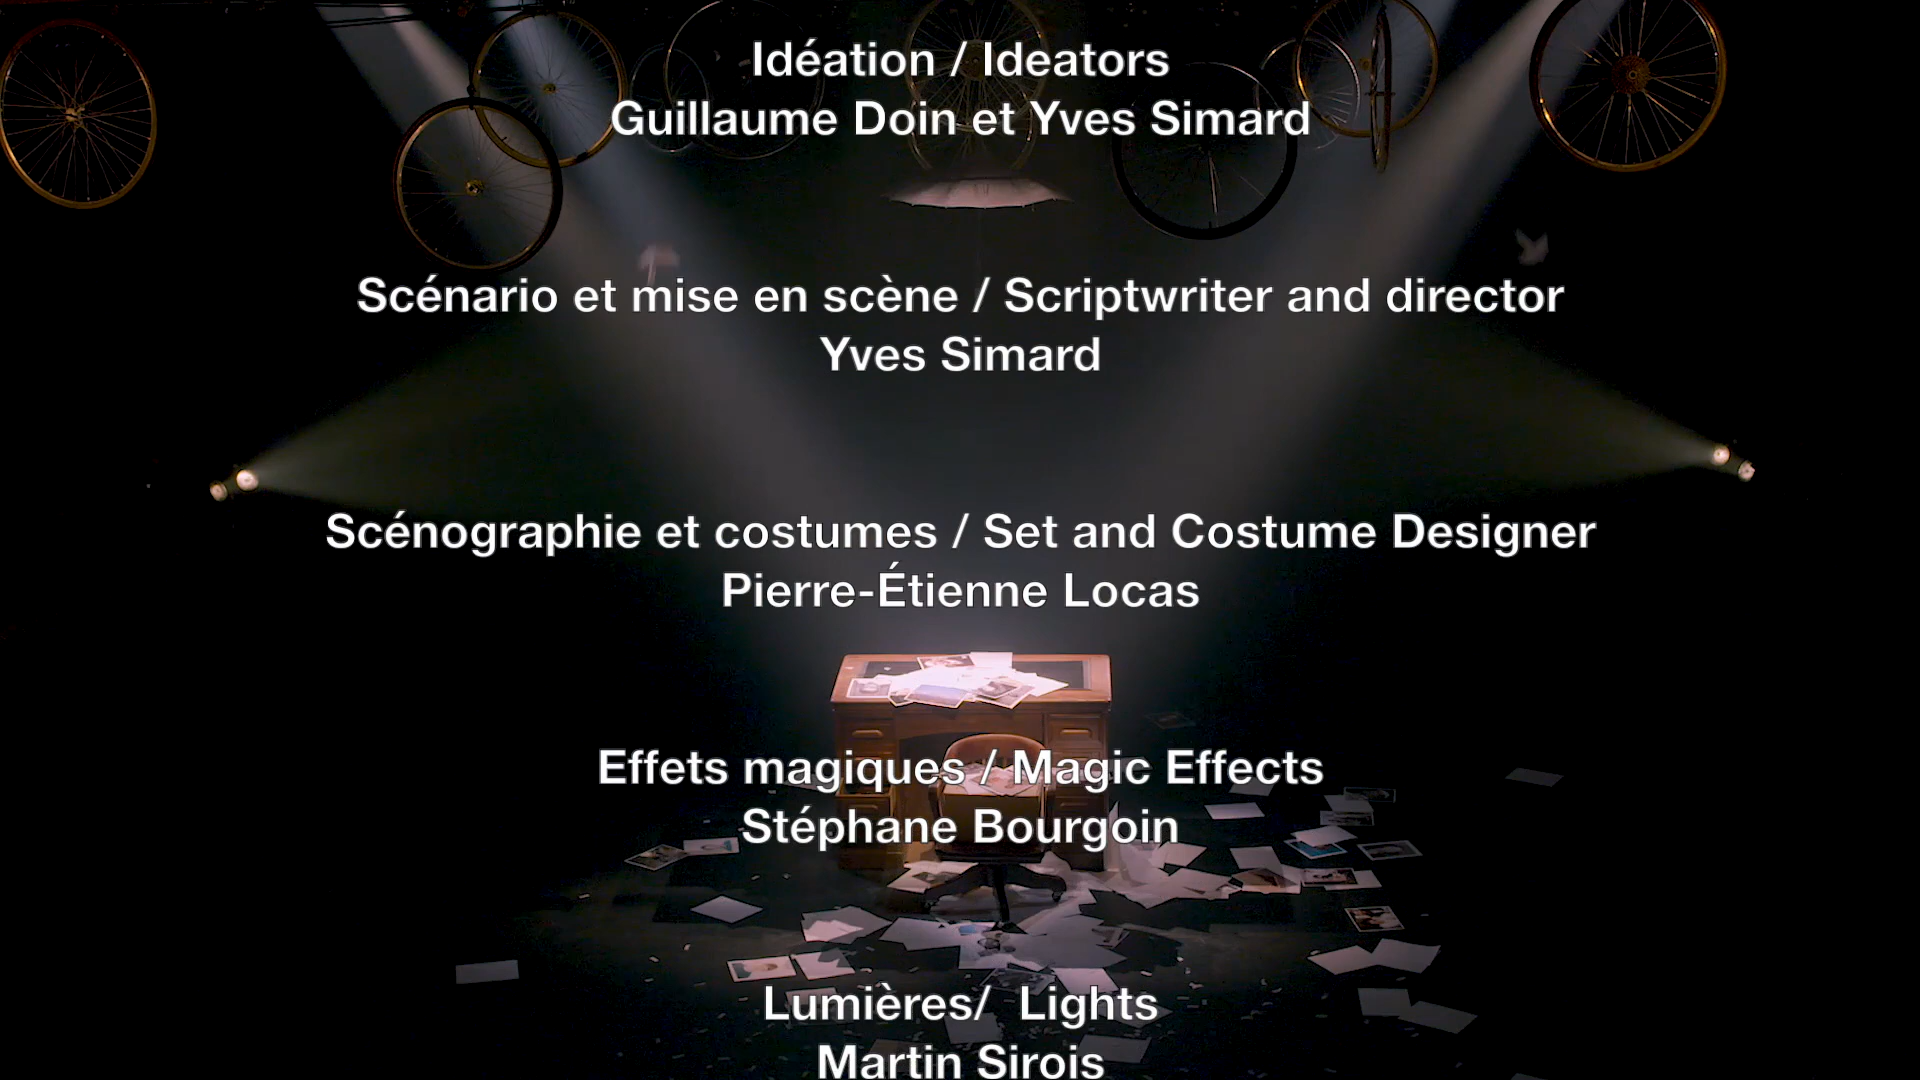 Idéation / Ideators
Guillaume Doin et Yves Simard
Scénario et mise en scène / Scriptwriter and director
Yves Simard
Scénographie et costumes / Set and Costume Designer
Pierre-Étienne Locas
Effets magiques / Magic Effects
Stéphane Bourgoin
Lumières/  Lights
Martin Sirois